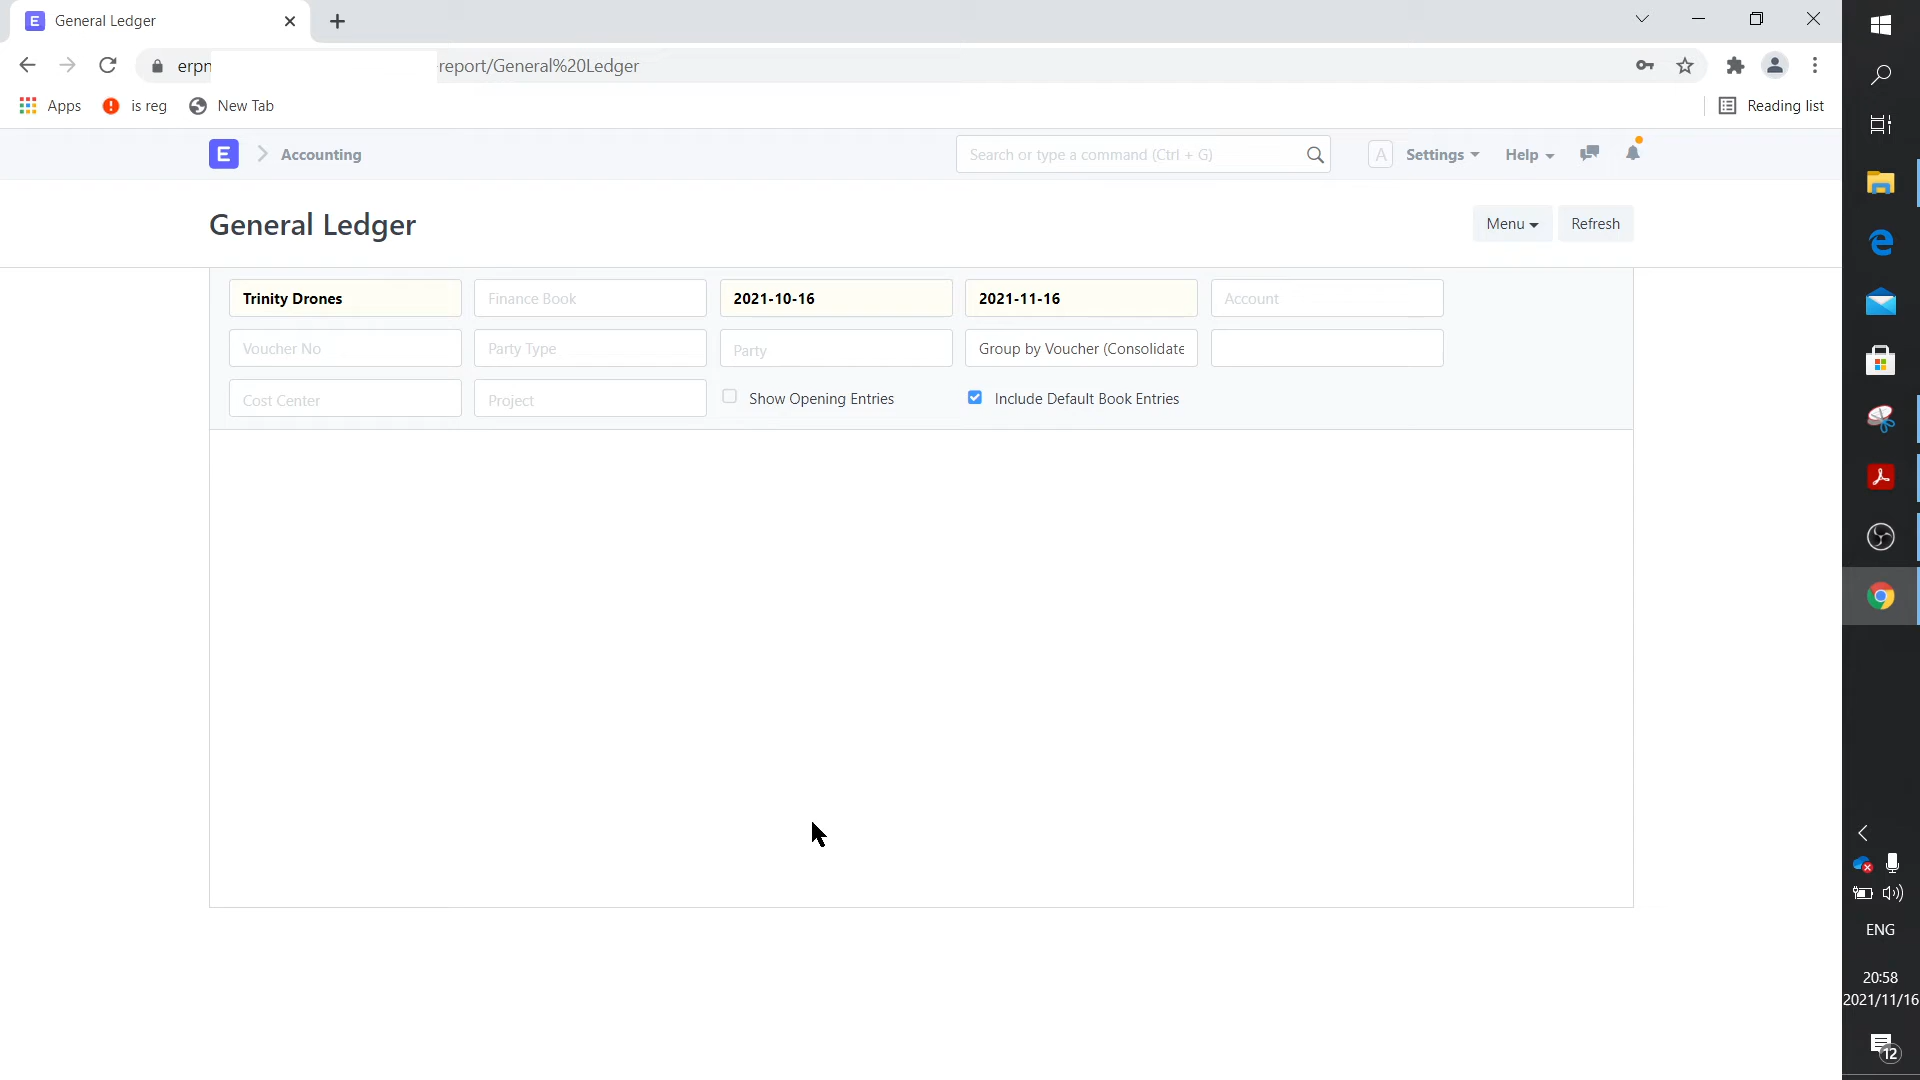 General Ledger
erpn report/General%20Ledger
Apps is reg New Tab Reading list
E Accounting Search or type a command (Ctrl + G) A Settings Help
General Ledger Menu Refresh
Trinity Drones Finance Book 2021-10-16 2021-11-16 Account
Voucher No Party Type Party Group by Voucher (Consolidate
Cost Center Project Show Opening Entries Include Default Book Entries
ENG
20:58
2021/11/16
12